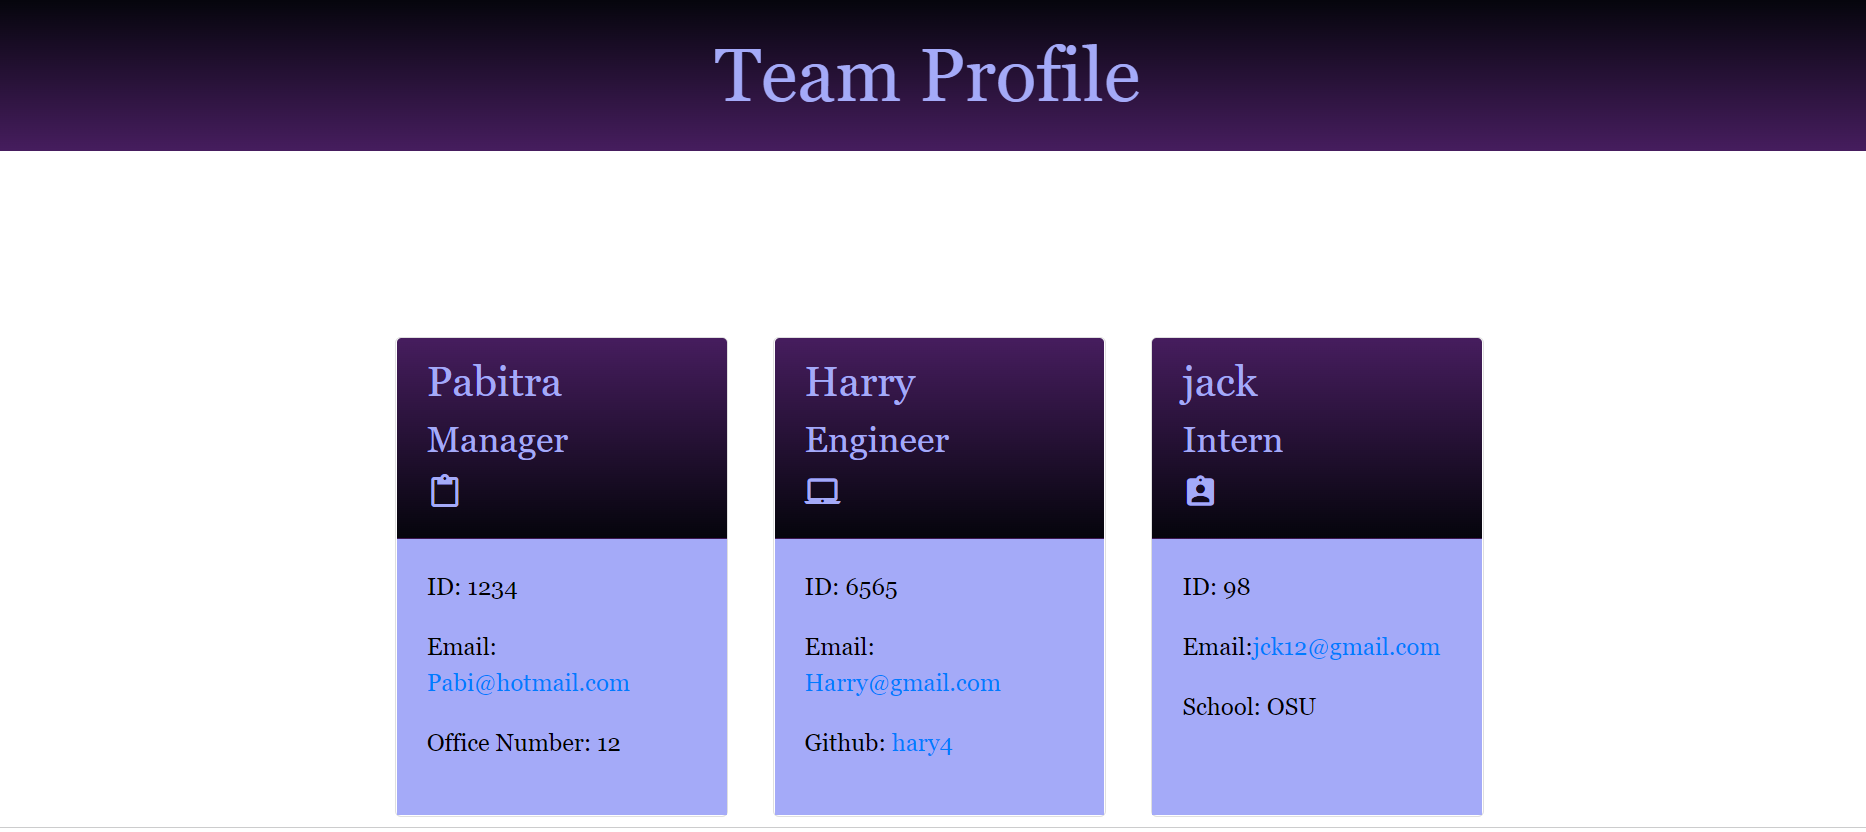 Team Profile
Pabitra
Manager
ID: 1234
Email:
Pabi@hotmail.com
Office Number: 12
Harry
Engineer
ID: 6565
Email:
Harry@gmail.com
Github: hary4
jack
Intern
ID: 98
Email:jck12@gmail.com
School: OSU